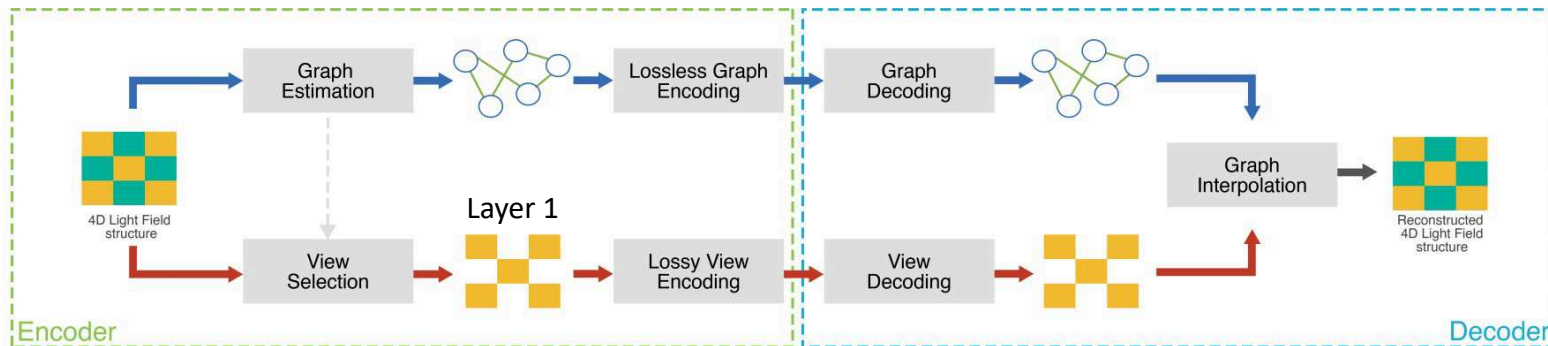 Graph
Estimation
Lossless Graph
Encoding
Graph
Decoding
Graph
Interpolation
4D Light Field
structure
Layer 1
Reconstructed
4D Light Field
structure
View
Selection
Lossy View
Encoding
View
Decoding
Encoder
Decoder